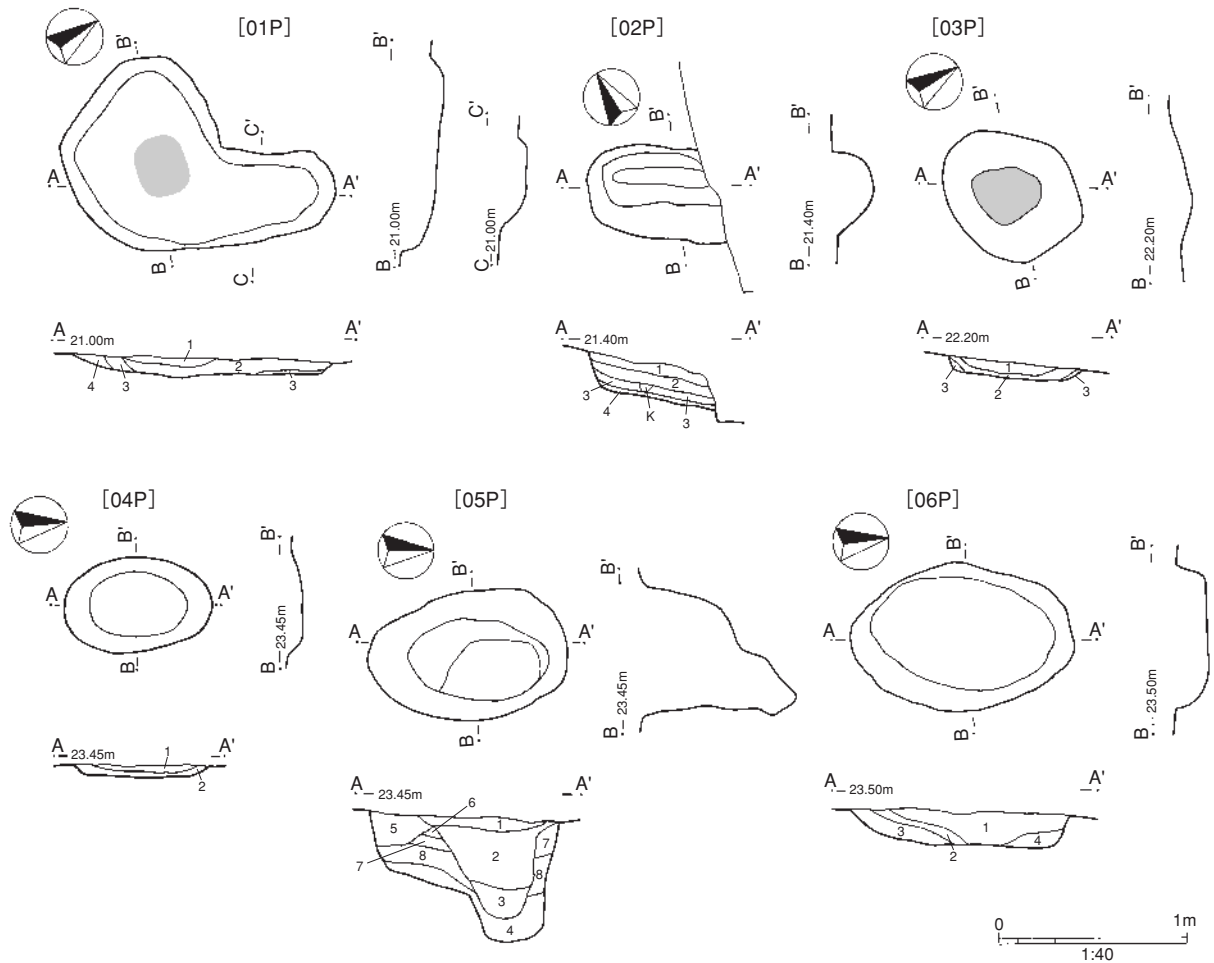 [01P]
B'
C'
A
A'
B
C
B'
B
21.00m
C'
C
21.00m
A
21.00m
A'
1
2
3
4
3
[02P]
B'
A
A'
B
B'
B
21.40m
A
21.40m
A'
1
2
3
4
K
3
[03P]
B'
A
A'
B
B'
B
22.20m
A
22.20m
A'
1
3
2
3
[04P]
B'
A
A'
B
B'
B
23.45m
A
23.45m
A'
1
2
[05P]
B'
A
A'
B
B'
B
23.45m
A
23.45m
A'
6
1
5
7
2
7
8
8
3
4
[06P]
B'
A
A'
B
B'
B
23.50m
A
23.50m
A'
1
3
2
4
0
1m
1:40